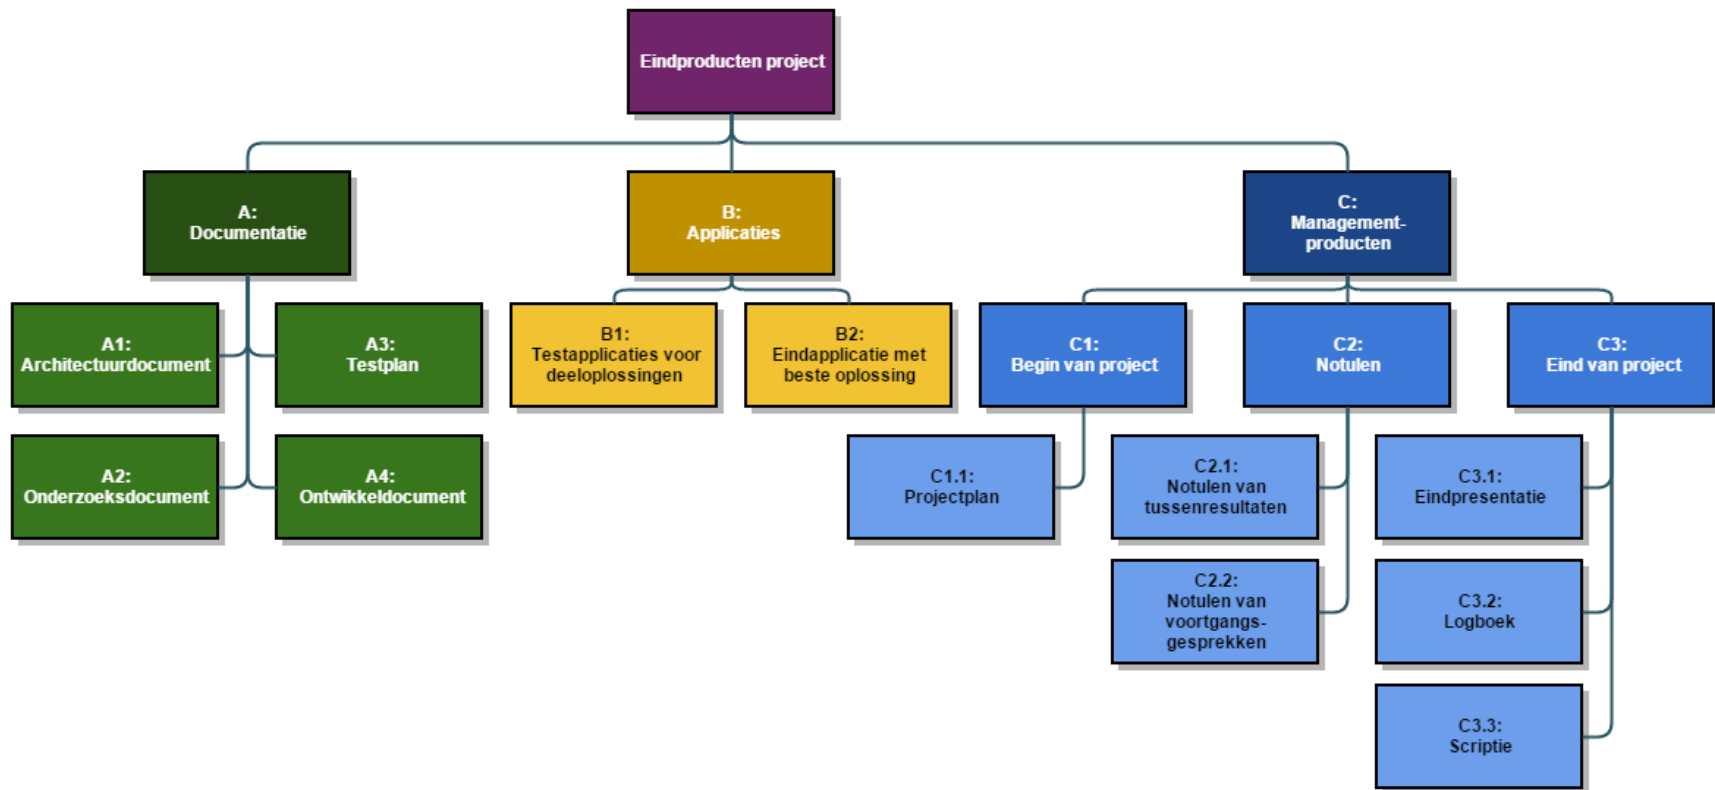 Eindproducten project
A:
Documentatie
B:
Applicaties
C:
Management-
producten
A1:
Architectuurdocument
A3:
Testplan
B1:
Testapplicaties voor
deeloplossingen
B2:
Eindapplicatie met
beste oplossing
C1:
Begin van project
C2:
Notulen
C3:
Eind van project
A2:
Onderzoeksdocument
A4:
Ontwikkeldocument
C1.1:
Projectplan
C2.1:
Notulen van
tussenresultaten
C3.1:
Eindpresentatie
C2.2:
Notulen van
voortgangs-
gesprekken
C3.2:
Logboek
C3.3:
Scriptie